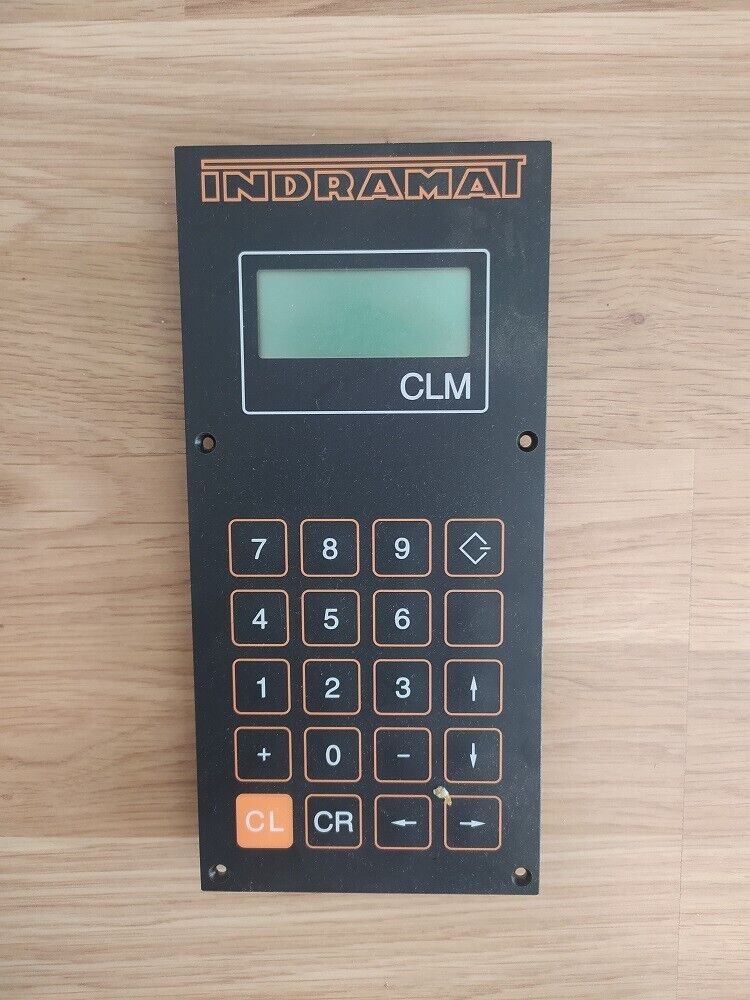 INDRAMAT
CLM
7 8 9
4 5 6
1 2 3 ↑
+ 0 - ↓
CL CR ← →